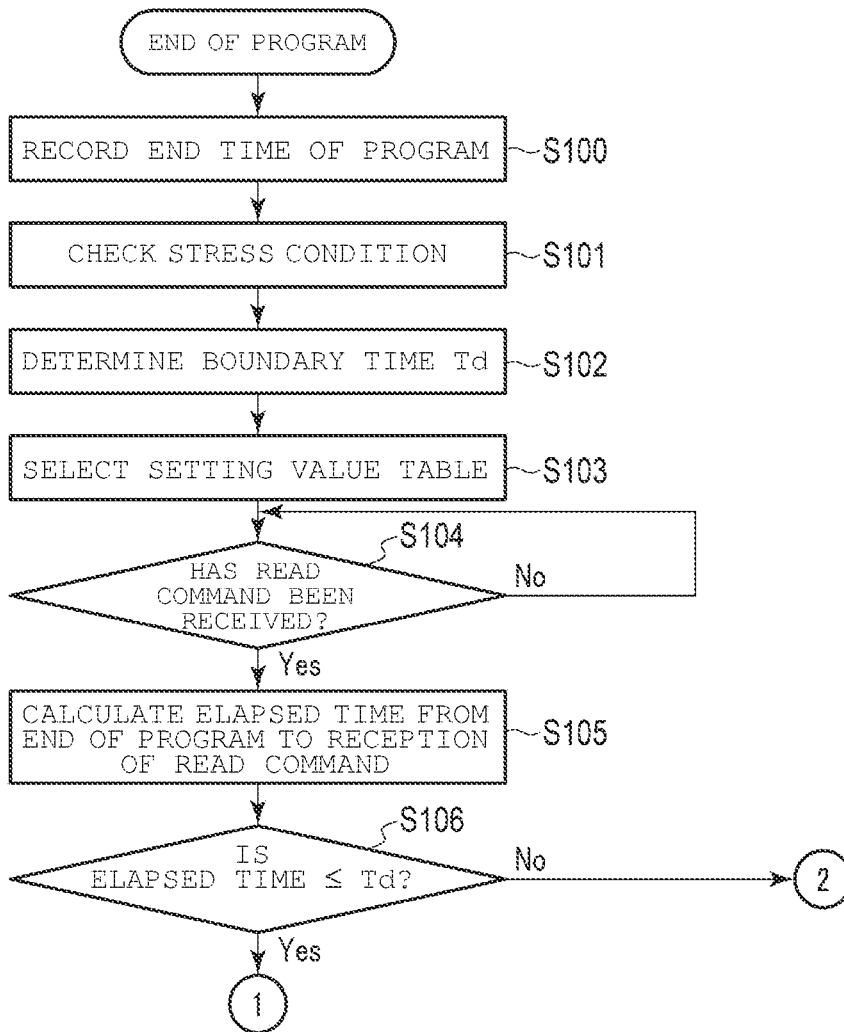 END OF PROGRAM
RECORD END TIME OF PROGRAM
S100
CHECK STRESS CONDITION
S101
DETERMINE BOUNDARY TIME Td
S102
SELECT SETTING VALUE TABLE
S103
S104
HAS READ
COMMAND BEEN
RECEIVED?
No
Yes
CALCULATE ELAPSED TIME FROM
END OF PROGRAM TO RECEPTION
OF READ COMMAND
S105
S106
IS
ELAPSED TIME ≤ Td?
No
2
Yes
1